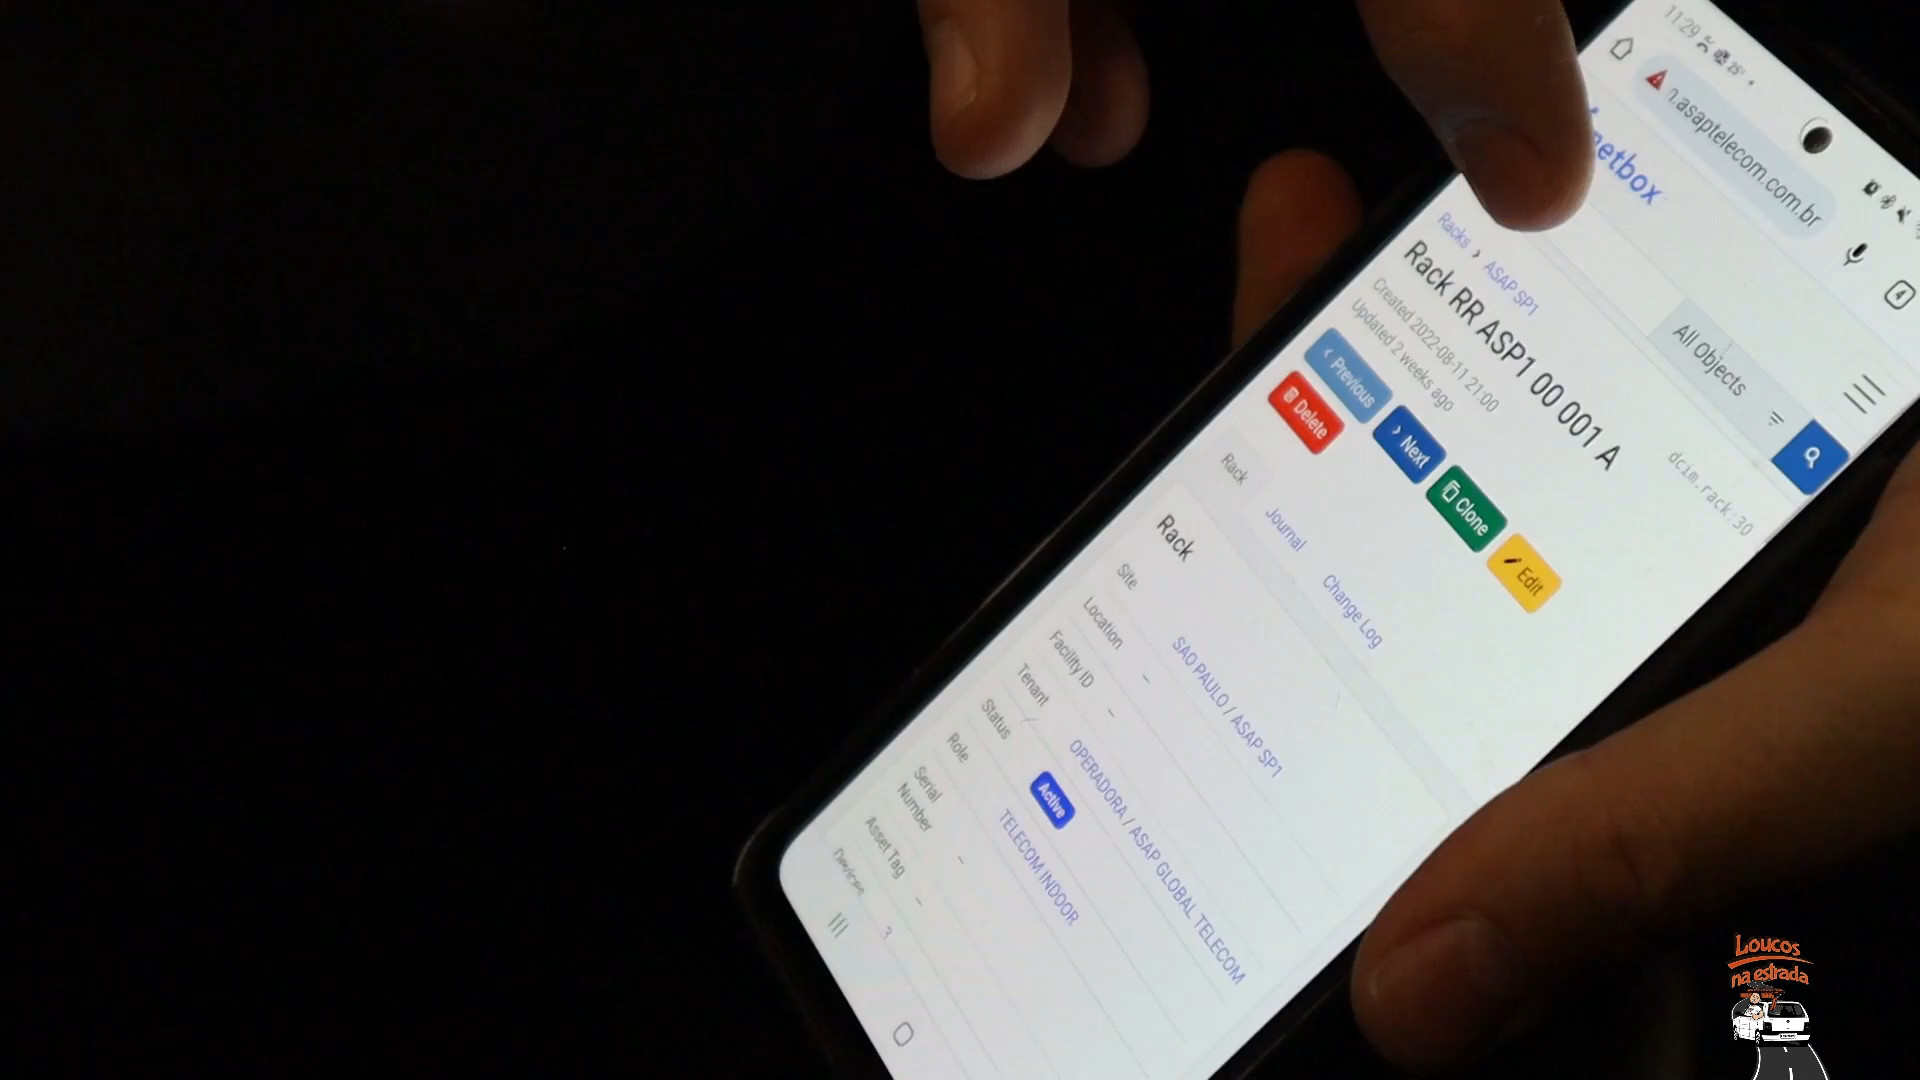 11:29 25°
n.asaptelecom.com.br
4
netbox
All Objects
Racks > ASAP SP1
dcim.rack:30
Rack RR ASP1 00 001 A
Created 2022-08-11 21:00
Updated 2 weeks ago
< Previous
> Next
Clone
Edit
Delete
Rack
Journal
Change Log
Rack
Site SAO PAULO / ASAP SP1
Location –
Facility ID –
Tenant OPERADORA / ASAP GLOBAL TELECOM
Status Active
Role TELECOM INDOOR
Serial Number –
Asset Tag –
Devices 3
Loucos
na estrada